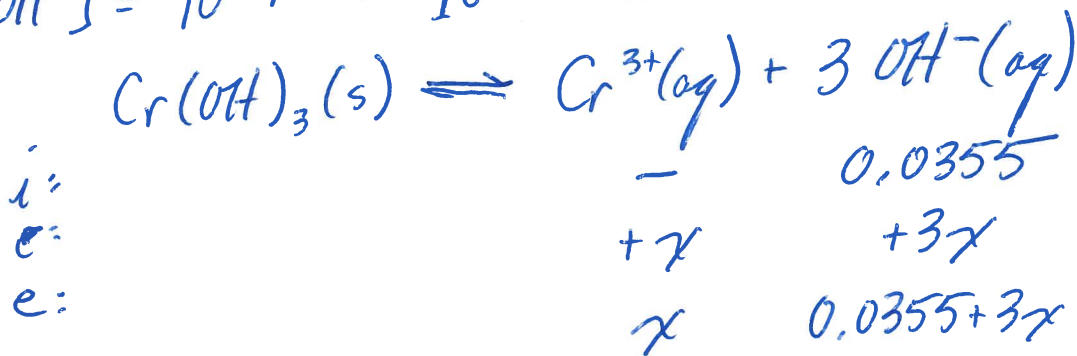 Cr(OH)₃(s) ⇌ Cr³⁺(aq) + 3 OH⁻(aq)
i: – 0.0355
c: +x +3x
e: x 0.0355+3x